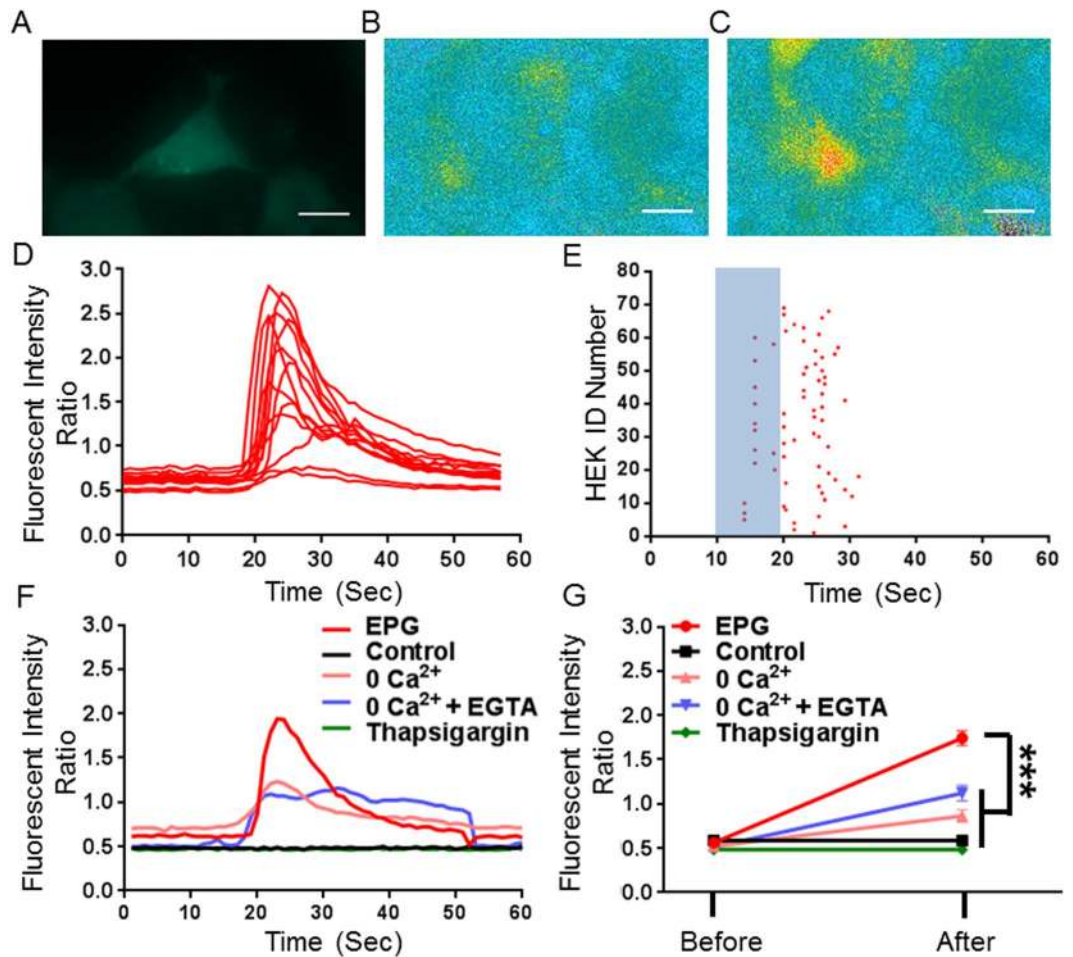 A
B
C
D
Fluorescent Intensity
Ratio
3.0
2.5
2.0
1.5
1.0
0.5
0.0
0 10 20 30 40 50 60
Time (Sec)
E
HEK ID Number
80
70
60
50
40
30
20
10
0
0 10 20 30 40 50 60
Time (Sec)
F
Fluorescent Intensity
Ratio
3.0
2.5
2.0
1.5
1.0
0.5
0.0
EPG
Control
0 Ca²⁺
0 Ca²⁺ + EGTA
Thapsigargin
0 10 20 30 40 50 60
Time (Sec)
G
Fluorescent Intensity
Ratio
3.0
2.5
2.0
1.5
1.0
0.5
0.0
EPG
Control
0 Ca²⁺
0 Ca²⁺ + EGTA
Thapsigargin
***
Before After